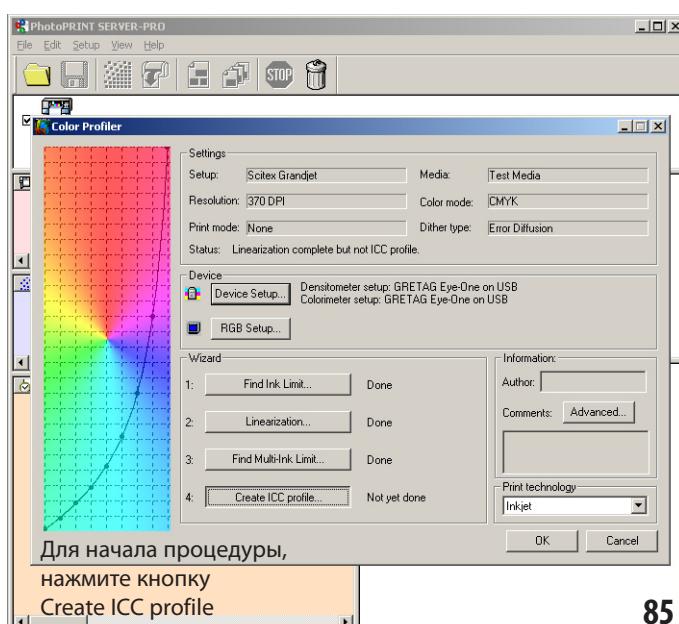 PhotoPRINT SERVER-PRO
File Edit Setup View Help
STOP
Color Profiler
Settings
Setup: Scitex Grandjet Media: Test Media
Resolution: 370 DPI Color mode: CMYK
Print mode: None Dither type: Error Diffusion
Status: Linearization complete but not ICC profile.
Device
Device Setup... Densitometer setup: GRETAG Eye-One on USB
Colorimeter setup: GRETAG Eye-One on USB
RGB Setup...
Wizard
1: Find Ink Limit... Done
2: Linearization... Done
3: Find Multi-Ink Limit... Done
4: Create ICC profile... Not yet done
Information:
Author:
Comments: Advanced...
Print technology
Inkjet
OK Cancel
Для начала процедуры,
нажмите кнопку
Create ICC profile
85